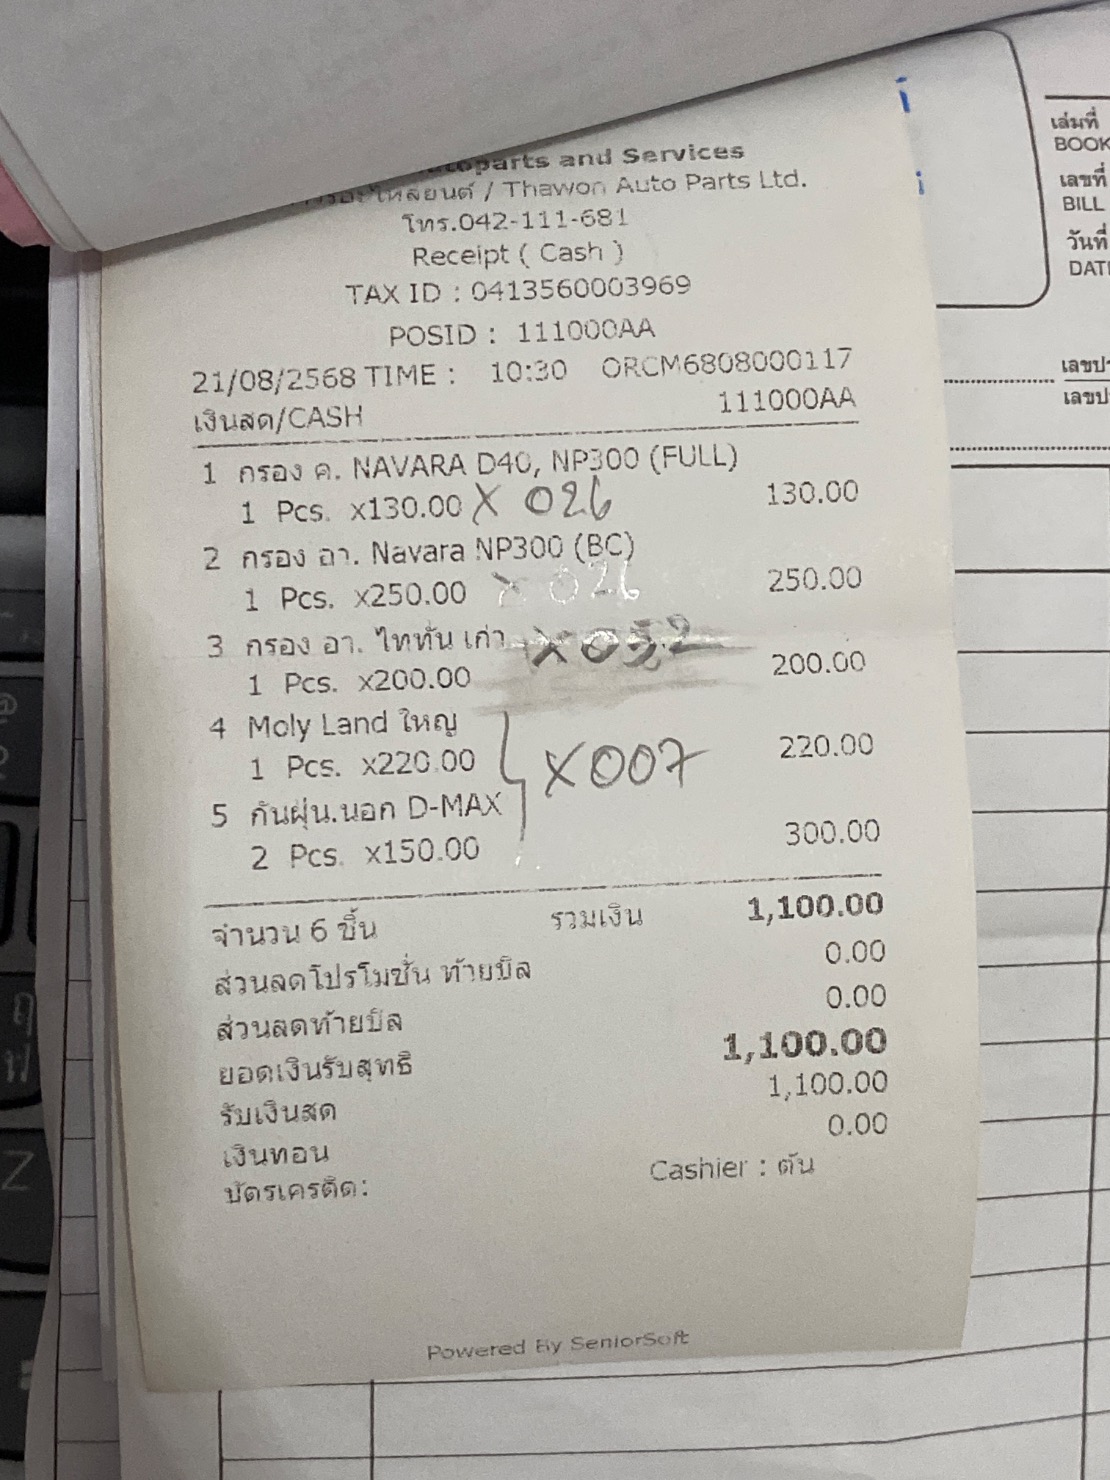 and Services
/ Thawon Auto Parts Ltd.
โทร.042-111-681
Receipt ( Cash )
TAX ID : 0413560003969
POSID : 111000AA
21/08/2568 TIME : 10:30 ORCM6808000117
เงินสด/CASH 111000AA
1 กรอง ค. NAVARA D40, NP300 (FULL)
1 Pcs. x130.00 X 026 130.00
2 กรอง อา. Navara NP300 (BC)
1 Pcs. x250.00 X 026 250.00
3 กรอง อา. ไททัน เก่า
1 Pcs. x200.00 200.00
4 Moly Land ใหญ่
1 Pcs. x220.00 X007 220.00
5 กันฝุ่น.นอก D-MAX
2 Pcs. x150.00 300.00
จำนวน 6 ชิ้น รวมเงิน 1,100.00
ส่วนลดโปรโมชั่น ท้ายบิล 0.00
ส่วนลดท้ายบิล 0.00
ยอดเงินรับสุทธิ 1,100.00
รับเงินสด 1,100.00
เงินทอน 0.00
บัตรเครดิต:
Cashier : ต้น
Powered By SeniorSoft
เล่มที่
BOOK
เลขที่
BILL
วันที่